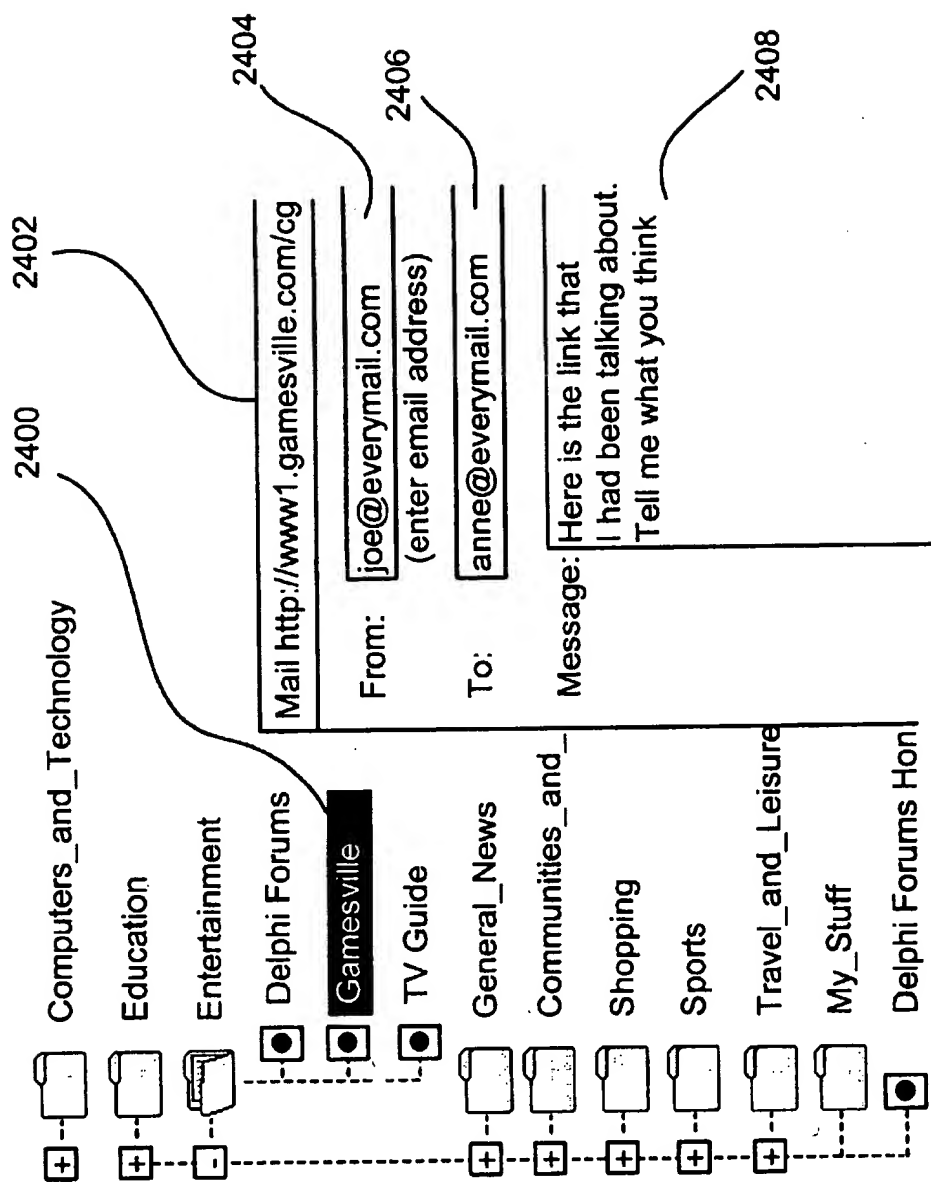 2400
2402
2404
2406
2408
Computers_and_Technology
Education
Entertainment
Delphi Forums
Gamesville
TV Guide
General_News
Communities_and_
Shopping
Sports
Travel_and_Leisure
My_Stuff
Delphi Forums Hon
Mail http://www1.gamesville.com/cg
From: joe@everymail.com
(enter email address)
To: anne@everymail.com
Message: Here is the link that
I had been talking about.
Tell me what you think